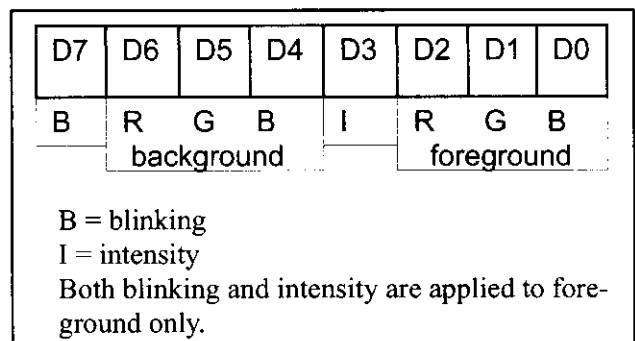 D7 D6 D5 D4 D3 D2 D1 D0
B R G B I R G B
background foreground
B = blinking
I = intensity
Both blinking and intensity are applied to fore-
ground only.